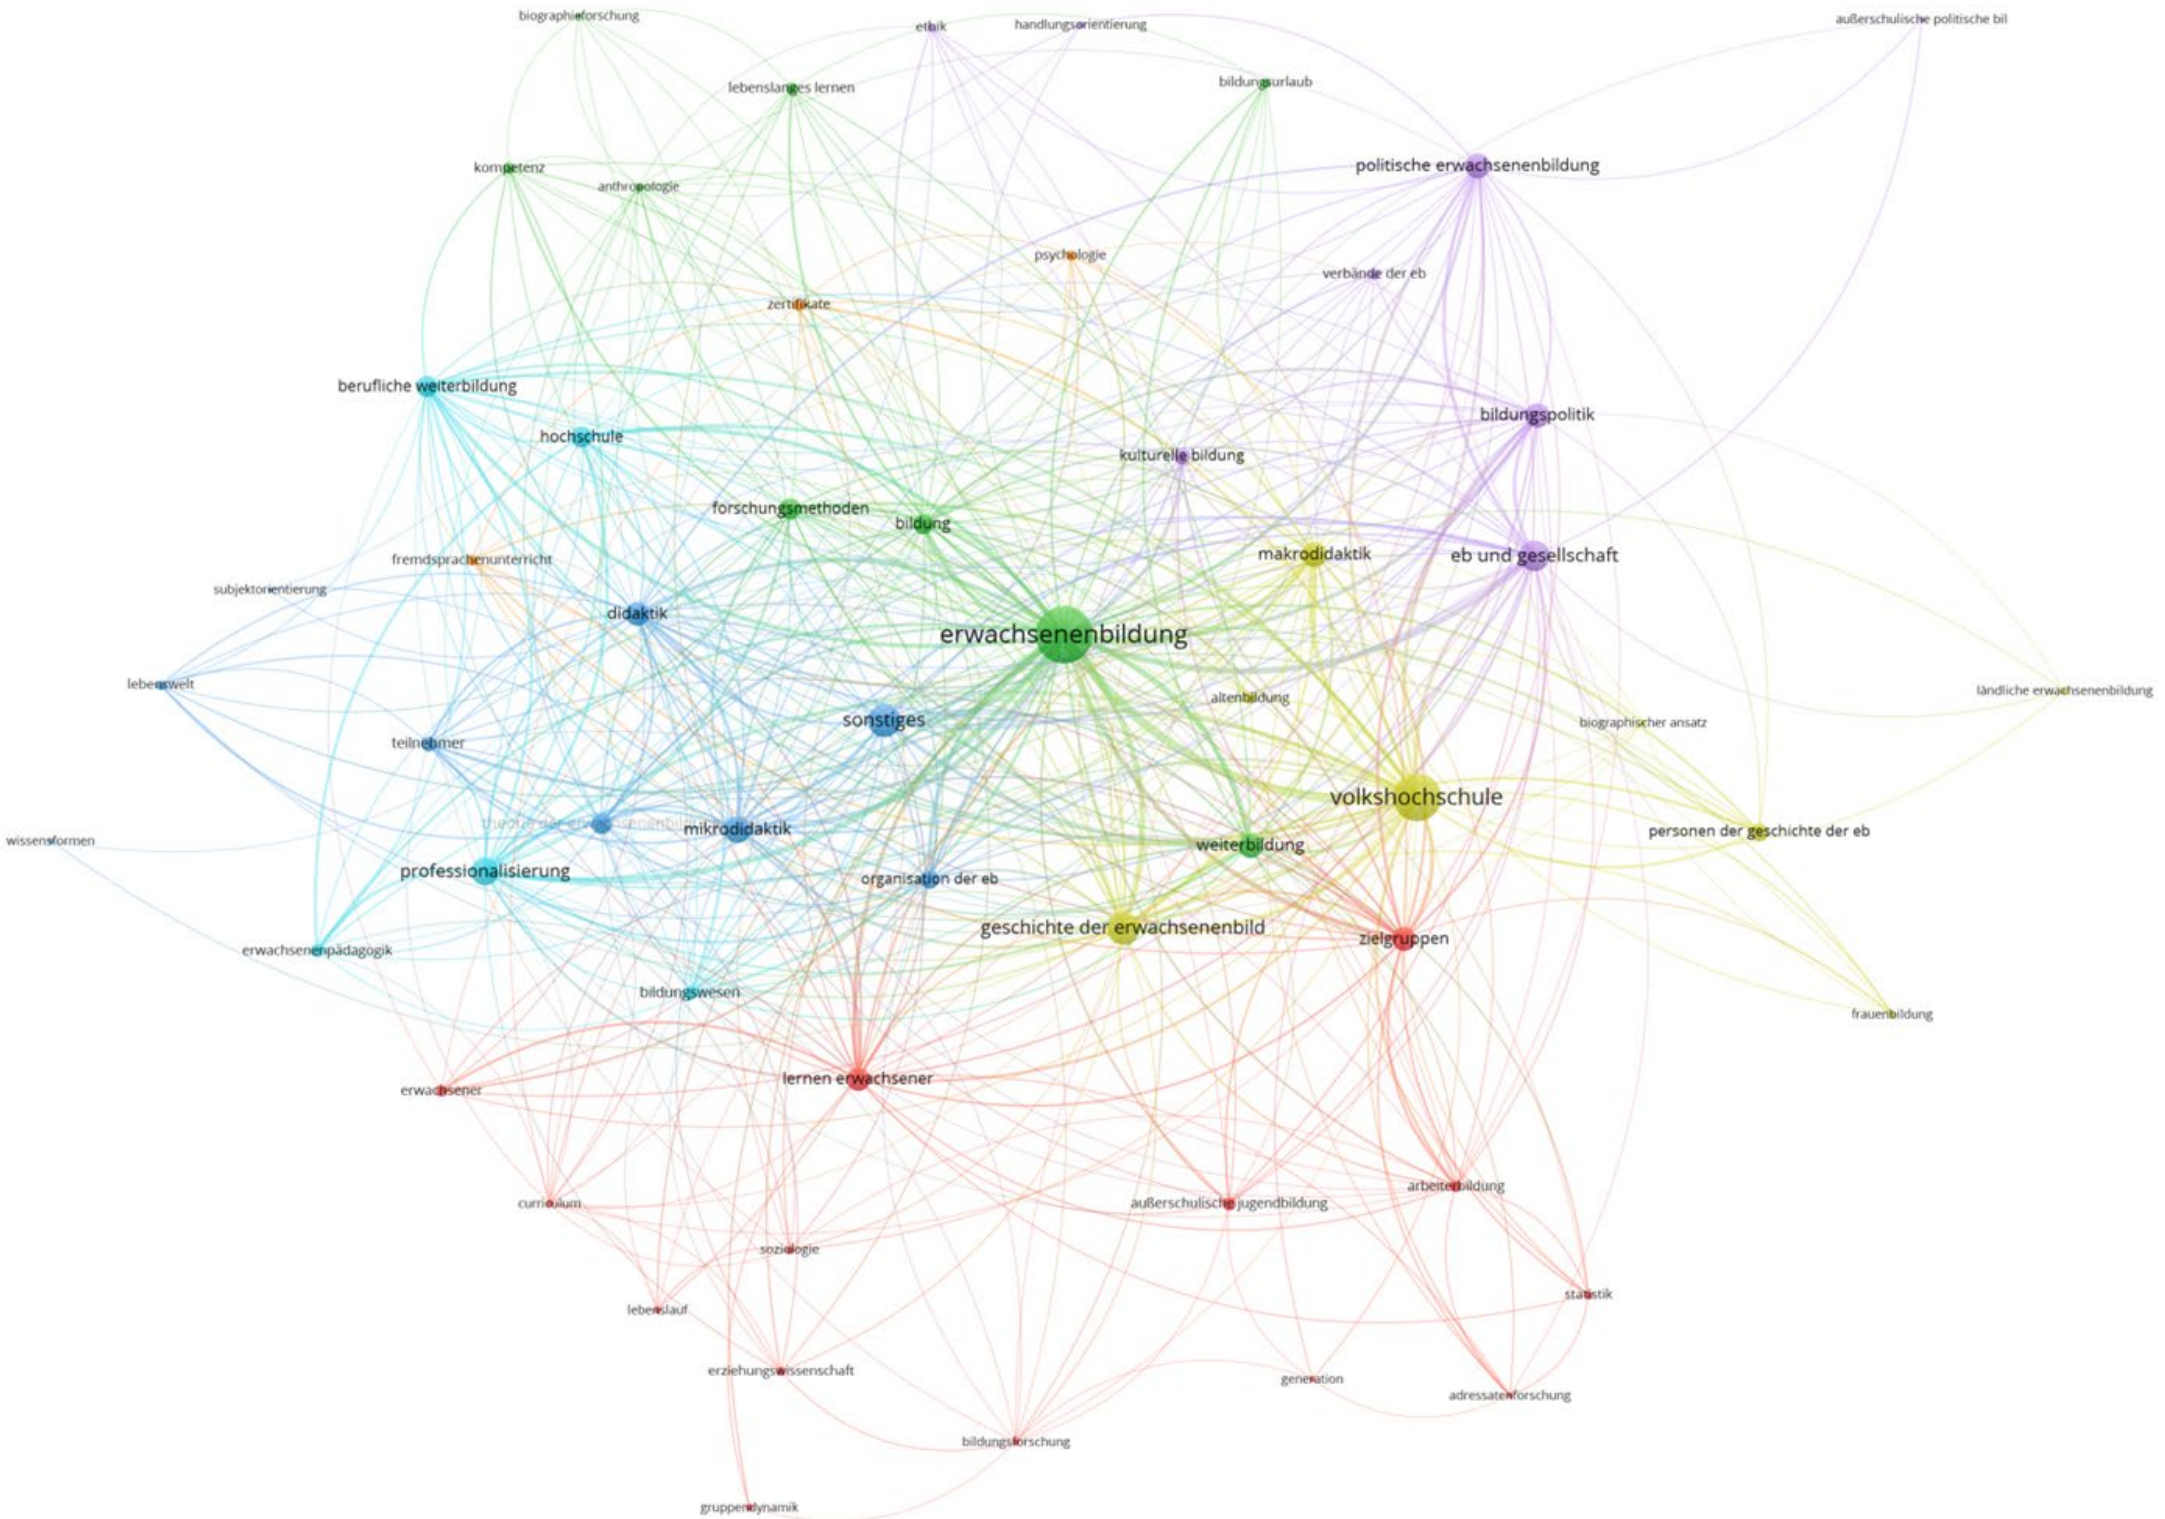 biographieforschung
ethik
handlungsorientierung
außerschulische politische bil
lebenslanges lernen
bildungsurlaub
kompetenz
anthropologie
politische erwachsenenbildung
psychologie
verbände der eb
zertifikate
berufliche weiterbildung
bildungspolitik
hochschule
kulturelle bildung
forschungsmethoden
bildung
makrodidaktik
eb und gesellschaft
fremdsprachenunterricht
subjektorientierung
didaktik
erwachsenenbildung
lebenswelt
altenbildung
ländliche erwachsenenbildung
sonstiges
biographischer ansatz
teilnehmer
volkshochschule
theorie der erwachsenenbildung
mikrodidaktik
personen der geschichte der eb
wissensformen
weiterbildung
professionalisierung
organisation der eb
geschichte der erwachsenenbild
zielgruppen
erwachsenenpädagogik
bildungswesen
frauenbildung
lernen erwachsener
erwachsener
arbeiterbildung
curriculum
außerschulische jugendbildung
soziologie
statistik
lebenslauf
erziehungswissenschaft
generation
adressatenforschung
bildungsforschung
gruppendynamik